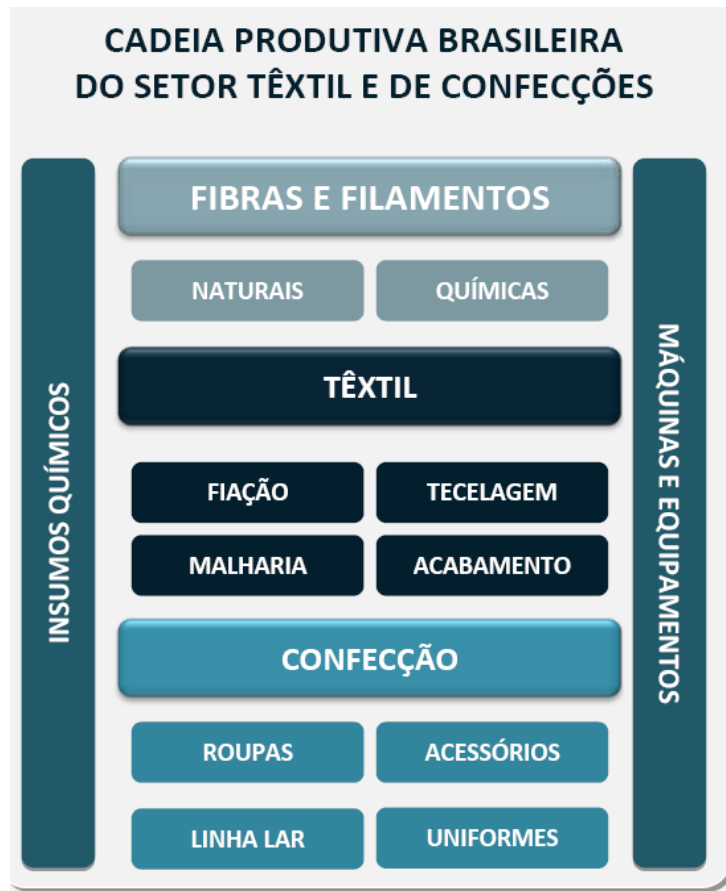 CADEIA PRODUTIVA BRASILEIRA
DO SETOR TÊXTIL E DE CONFECÇÕES
INSUMOS QUÍMICOS
FIBRAS E FILAMENTOS
NATURAIS
QUÍMICAS
TÊXTIL
FIAÇÃO
TECELAGEM
MALHARIA
ACABAMENTO
CONFECÇÃO
ROUPAS
ACESSÓRIOS
LINHA LAR
UNIFORMES
MÁQUINAS E EQUIPAMENTOS